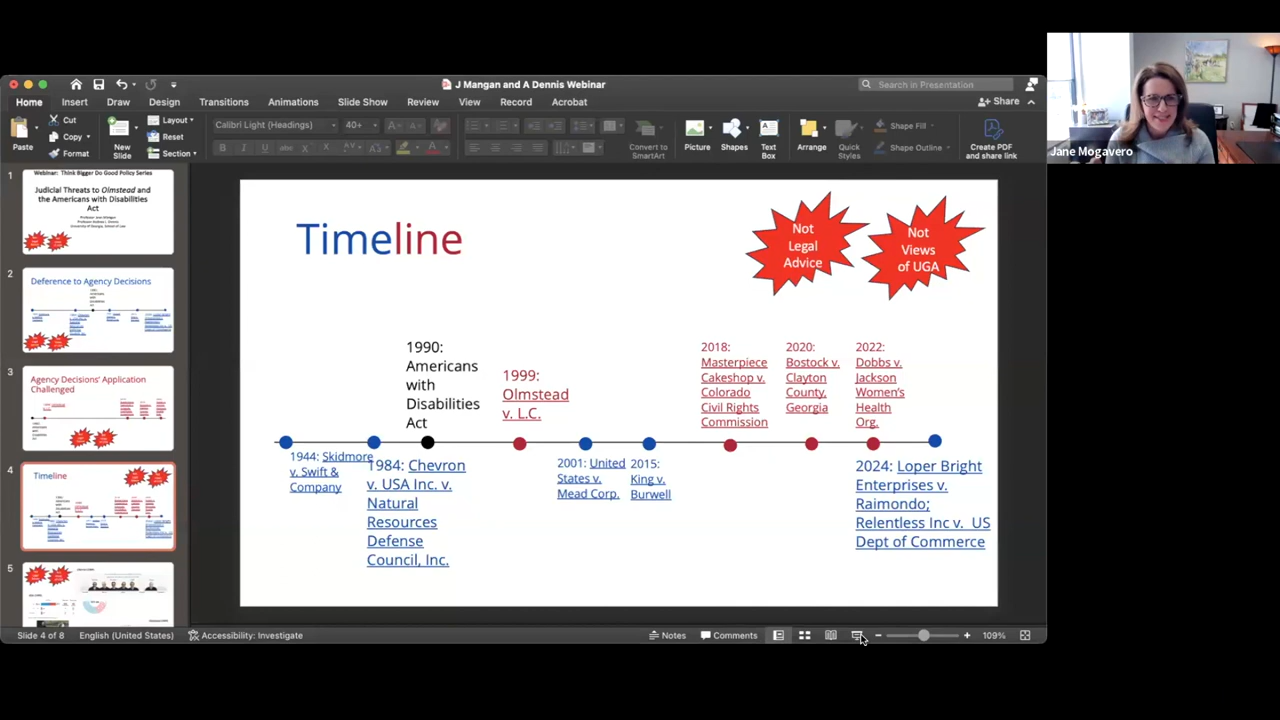 J Mangan and A Dennis Webinar
Search in Presentation
Home Insert Draw Design Transitions Animations Slide Show Review View Record Acrobat
Share
Paste
Cut
Copy
Format
New
Slide
Layout
Reset
Section
Calibri Light (Headings)
40+
Convert to
SmartArt
Picture
Shapes
Text
Box
Arrange
Quick
Styles
Shape Fill
Shape Outline
Create PDF
and share link
Jane Mogavero
1
Webinar: Think Bigger Do Good Policy Series
Judicial Threats to Olmstead and
the Americans with Disabilities
Act
2
Deference to Agency Decisions
3
Agency Decisions' Application
Challenged
4
Timeline
5
Timeline
Not
Legal
Advice
Not
Views
of UGA
1990:
Americans
with
Disabilities
Act
1999:
Olmstead
v. L.C.
2018:
Masterpiece
Cakeshop v.
Colorado
Civil Rights
Commission
2020:
Bostock v.
Clayton
County,
Georgia
2022:
Dobbs v.
Jackson
Women's
Health
Org.
1944: Skidmore
v. Swift &
Company
1984: Chevron
v. USA Inc. v.
Natural
Resources
Defense
Council, Inc.
2001: United
States v.
Mead Corp.
2015:
King v.
Burwell
2024: Loper Bright
Enterprises v.
Raimondo;
Relentless Inc v. US
Dept of Commerce
Slide 4 of 8
English (United States)
Accessibility: Investigate
Notes
Comments
109%